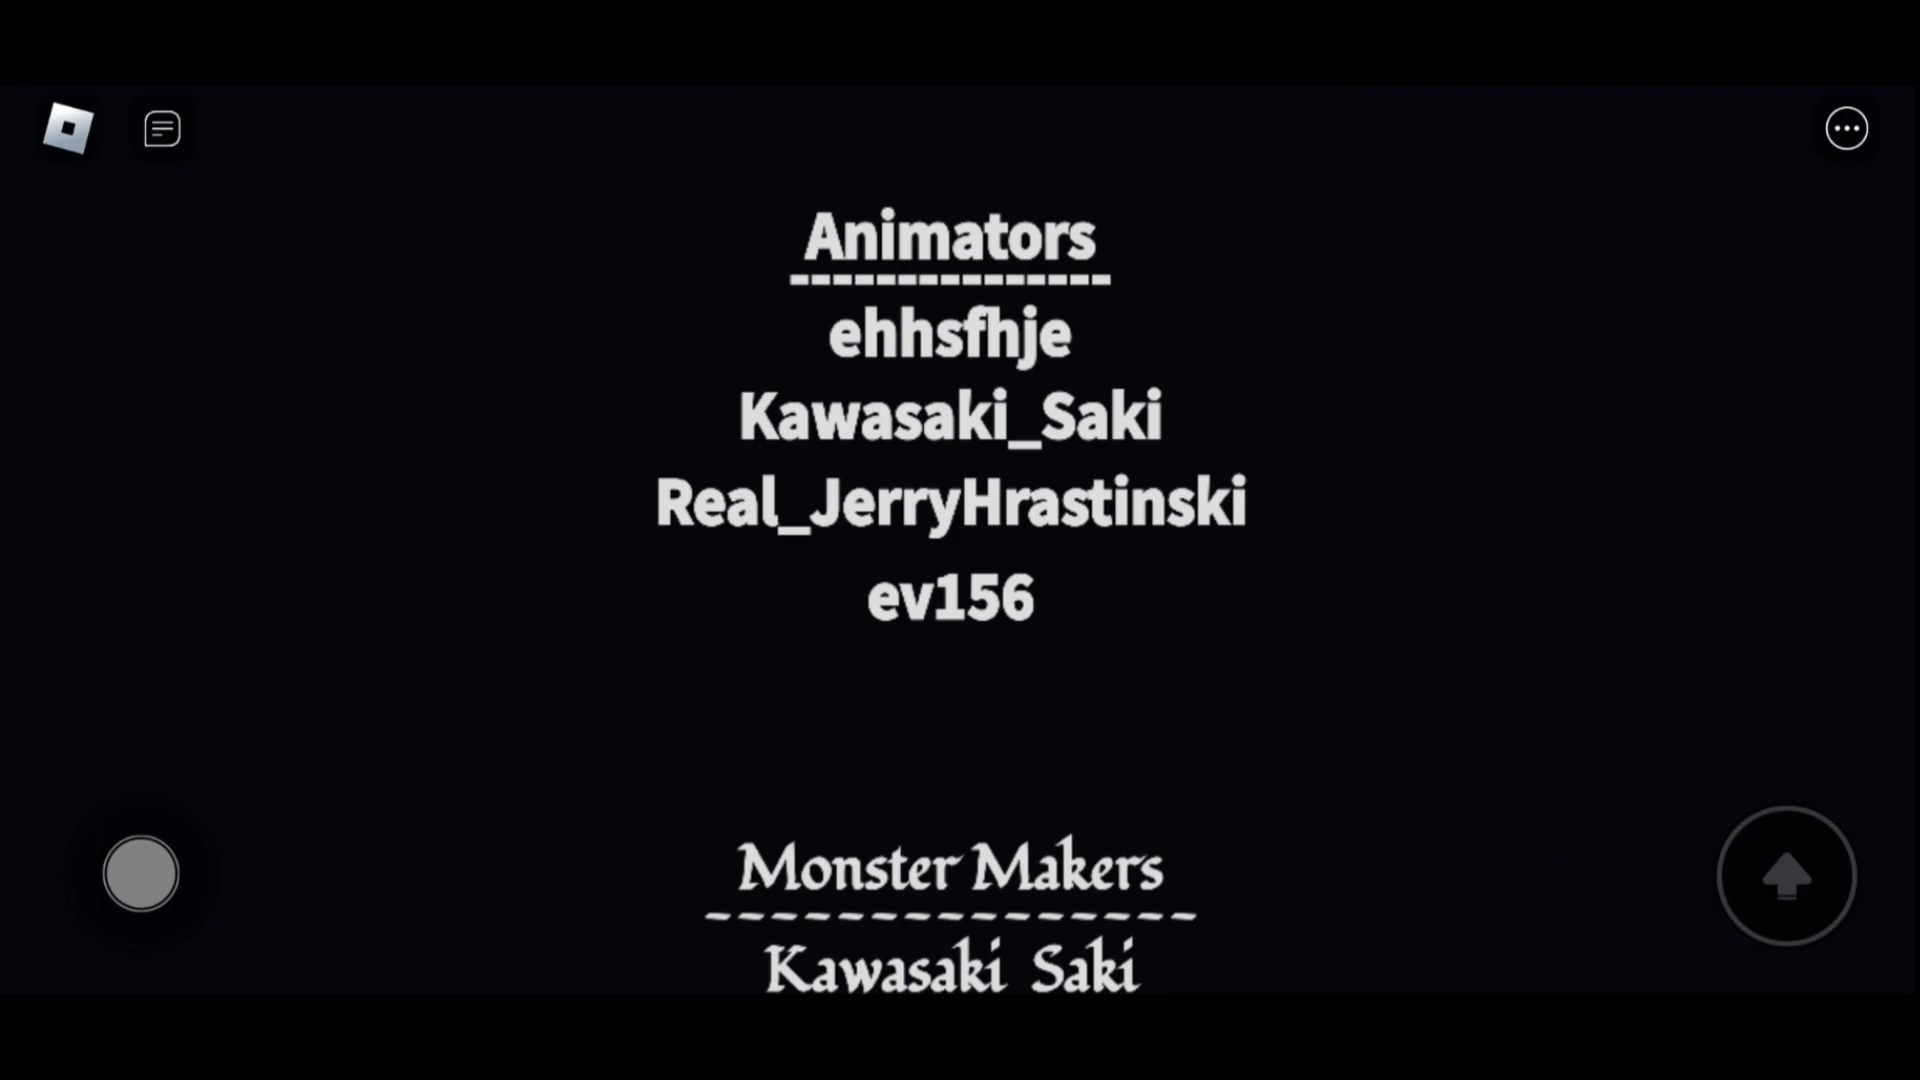 Animators
---------------
ehhsfhje
Kawasaki_Saki
Real_JerryHrastinski
ev156
Monster Makers
---------------
Kawasaki Saki